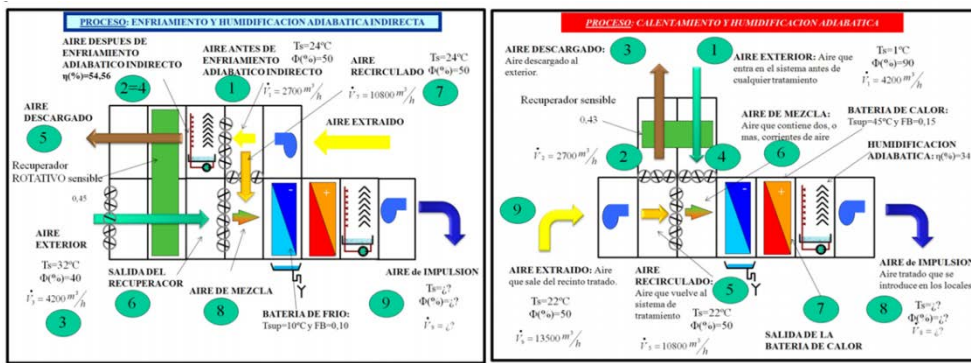 PROCESO: ENFRIAMIENTO Y HUMIDIFICACION ADIABATICA INDIRECTA
AIRE DESPUES DE
ENFRIAMIENTO
ADIABATICO INDIRECTO
η(%)=54,56
2=4
AIRE ANTES DE
ENFRIAMIENTO
ADIABATICO INDIRECTO
Ts=24ºC
Φ(%)=50
1
V̇₁ = 2700 m³/h
AIRE
RECIRCULADO
Ts=24ºC
Φ(%)=50
7
V̇₇ = 10800 m³/h
AIRE
DESCARGADO
5
AIRE EXTRAIDO
Recuperador
ROTATIVO sensible
0,45
AIRE
EXTERIOR
Ts=32ºC
Φ(%)=40
V̇₃ = 4200 m³/h
3
SALIDA DEL
RECUPERACOR
6
AIRE DE MEZCLA
8
BATERIA DE FRIO:
Tsup=10ºC y FB=0,10
-
+
AIRE de IMPULSION
Ts=¿?
Φ(%)=¿?
V̇₉ = ¿?
9
PROCESO: CALENTAMIENTO Y HUMIDIFICACION ADIABATICA
AIRE DESCARGADO:
Aire descargado al
exterior.
3
1
AIRE EXTERIOR: Aire que
entra en el sistema antes de
cualquier tratamiento
Ts=1ºC
Φ(%)=90
V̇₁ = 4200 m³/h
Recuperador sensible
0,43
AIRE DE MEZCLA:
Aire que contiene dos, o
mas, corrientes de aire
6
BATERIA DE CALOR:
Tsup=45ºC y FB=0,15
HUMIDIFICACION
ADIABATICA: η(%)=34
V̇₂ = 2700 m³/h
2
4
-
+
9
AIRE EXTRAIDO: Aire
que sale del recinto tratado.
Ts=22ºC
Φ(%)=50
V̇₉ = 13500 m³/h
AIRE
RECIRCULADO:
Aire que vuelve al
sistema de
tratamiento
5
Ts=22ºC
Φ(%)=50
V̇₅ = 10800 m³/h
7
SALIDA DE LA
BATERIA DE CALOR
AIRE de IMPULSION:
Aire tratado que se
introduce en los locales
8
Ts=¿?
Φ(%)=¿?
V̇₈ = ¿?